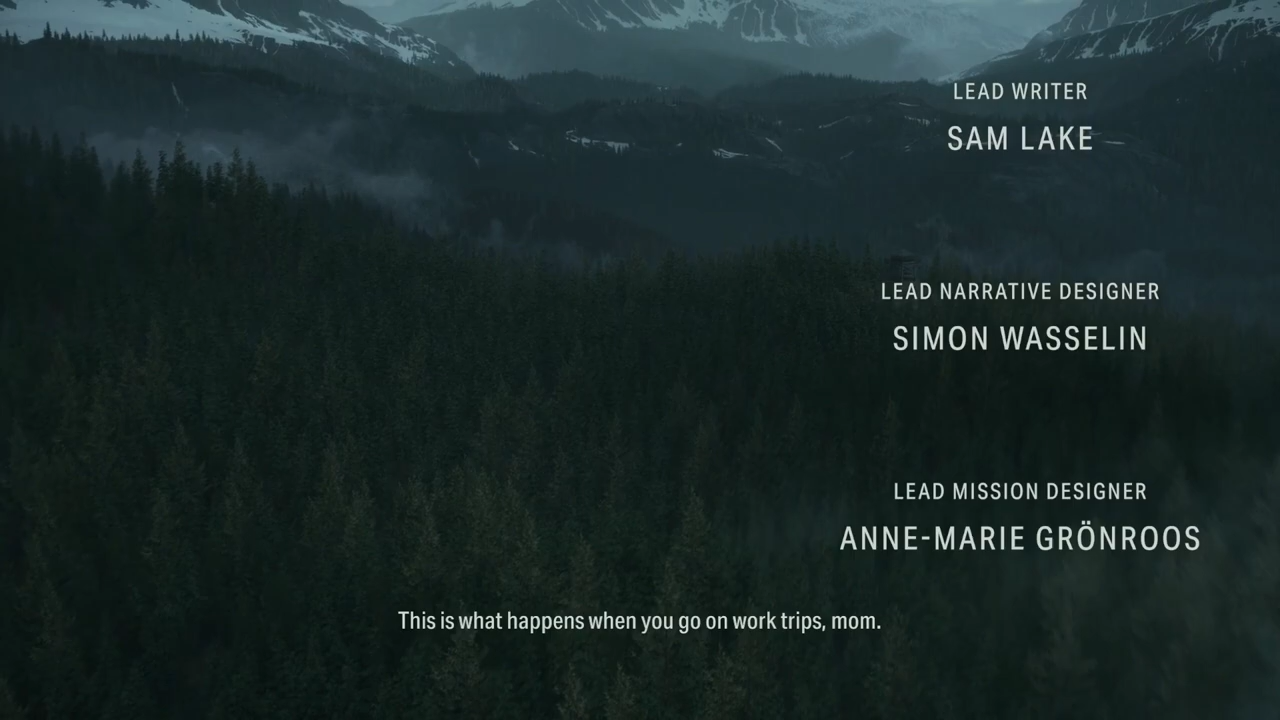 LEAD WRITER
SAM LAKE
LEAD NARRATIVE DESIGNER
SIMON WASSELIN
LEAD MISSION DESIGNER
ANNE-MARIE GRÖNROOS
This is what happens when you go on work trips, mom.